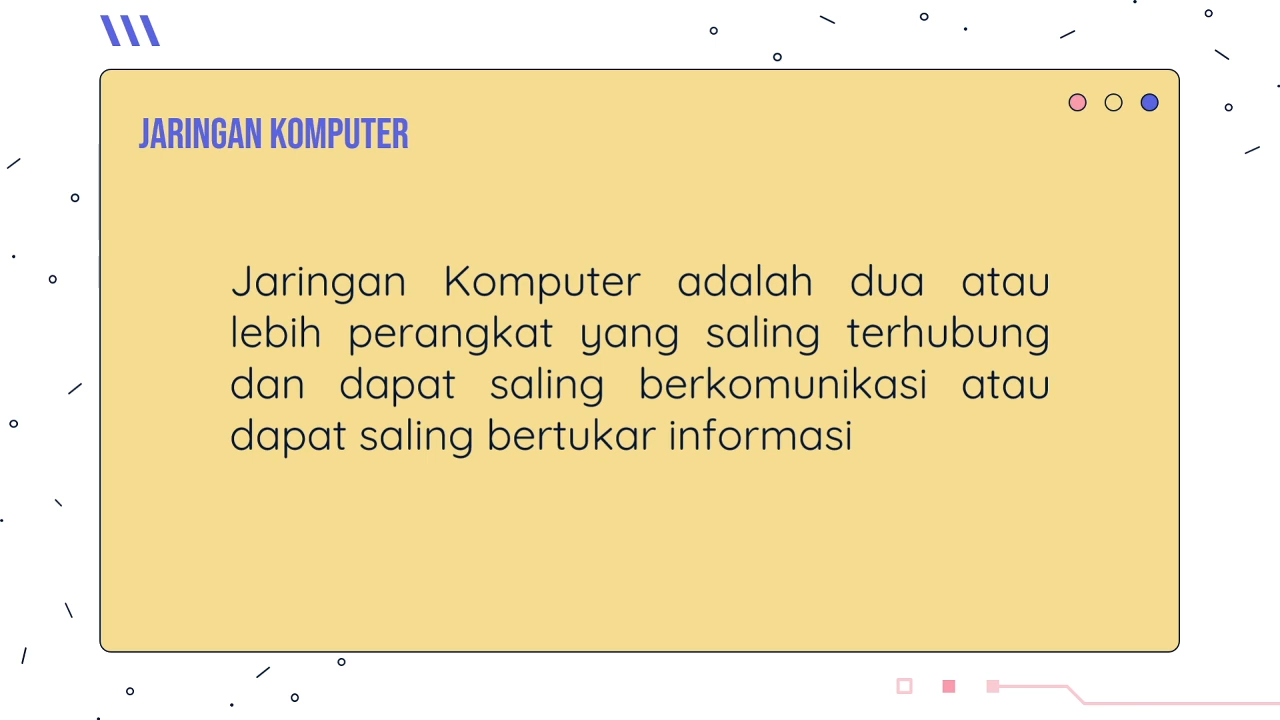 JARINGAN KOMPUTER
Jaringan Komputer adalah dua atau
lebih perangkat yang saling terhubung
dan dapat saling berkomunikasi atau
dapat saling bertukar informasi